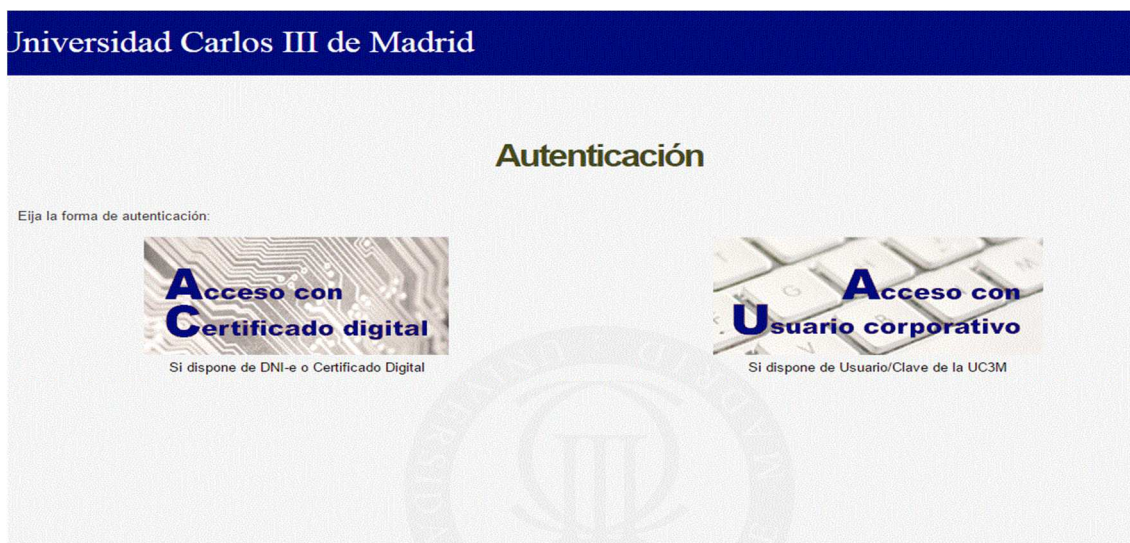 Universidad Carlos III de Madrid
Autenticación
Eija la forma de autenticación:
Acceso con
Certificado digital
Si dispone de DNI-e o Certificado Digital
Acceso con
Usuario corporativo
Si dispone de Usuario/Clave de la UC3M